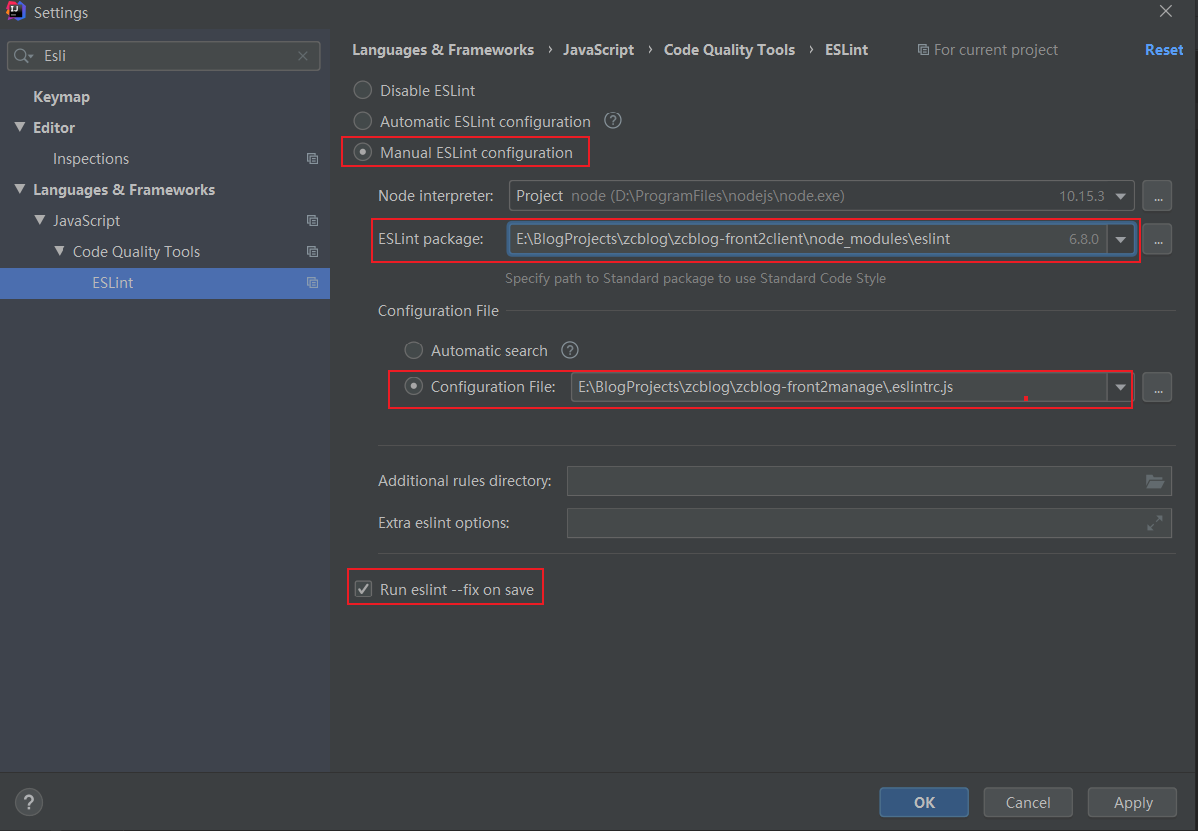 Settings
Esli
Keymap
Editor
Inspections
Languages & Frameworks
JavaScript
Code Quality Tools
ESLint
Languages & Frameworks › JavaScript › Code Quality Tools › ESLint For current project Reset
Disable ESLint
Automatic ESLint configuration ?
Manual ESLint configuration
Node interpreter: Project node (D:\ProgramFiles\nodejs\node.exe) 10.15.3 ...
ESLint package: E:\BlogProjects\zcblog\zcblog-front2client\node_modules\eslint 6.8.0 ...
Specify path to Standard package to use Standard Code Style
Configuration File
Automatic search ?
Configuration File: E:\BlogProjects\zcblog\zcblog-front2manage\.eslintrc.js ...
Additional rules directory:
Extra eslint options:
Run eslint --fix on save
? OK Cancel Apply